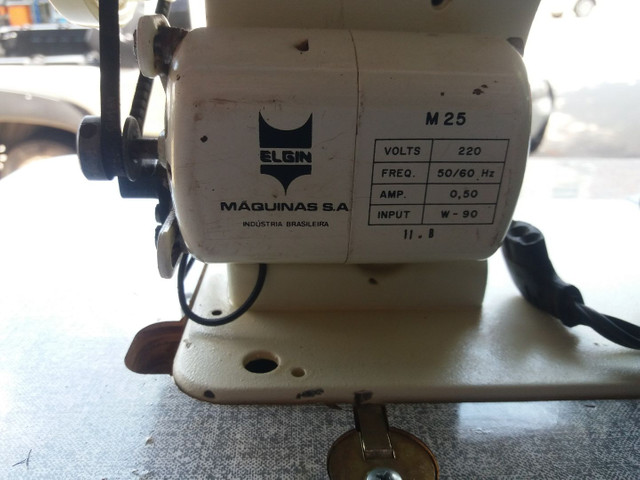 ELGIN
MÁQUINAS S.A
INDÚSTRIA BRASILEIRA
M 25
VOLTS 220
FREQ. 50/60 Hz
AMP. 0,50
INPUT W-90
11.8